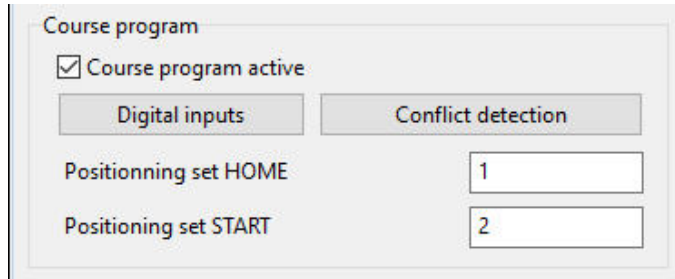 Course program
Course program active
Digital inputs Conflict detection
Positionning set HOME 1
Positioning set START 2